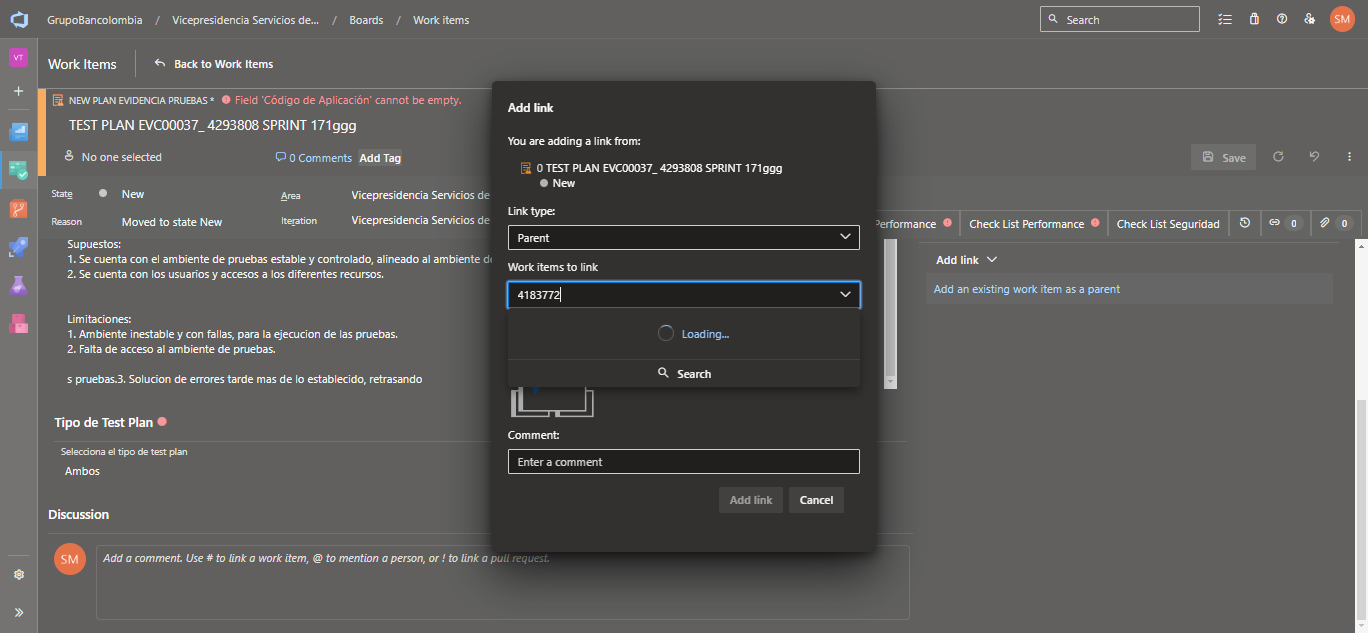 GrupoBancolombia / Vicepresidencia Servicios de... / Boards / Work items
Search
SM
VT
Work Items
Back to Work Items
NEW PLAN EVIDENCIA PRUEBAS * Field 'Código de Aplicación' cannot be empty.
TEST PLAN EVC00037_ 4293808 SPRINT 171ggg
No one selected
0 Comments
Add Tag
Save
State
New
Area
Vicepresidencia Servicios de
Reason
Moved to state New
Iteration
Vicepresidencia Servicios de
Performance
Check List Performance
Check List Seguridad
0
0
Supuestos:
1. Se cuenta con el ambiente de pruebas estable y controlado, alineado al ambiente de
2. Se cuenta con los usuarios y accesos a los diferentes recursos.
Limitaciones:
1. Ambiente inestable y con fallas, para la ejecucion de las pruebas.
2. Falta de acceso al ambiente de pruebas.
s pruebas.3. Solucion de errores tarde mas de lo establecido, retrasando
Tipo de Test Plan
Selecciona el tipo de test plan
Ambos
Discussion
SM
Add a comment. Use # to link a work item, @ to mention a person, or ! to link a pull request.
Add link
You are adding a link from:
0 TEST PLAN EVC00037_ 4293808 SPRINT 171ggg
New
Link type:
Parent
Work items to link
4183772
Loading...
Search
Comment:
Enter a comment
Add link
Cancel
Add link
Add an existing work item as a parent